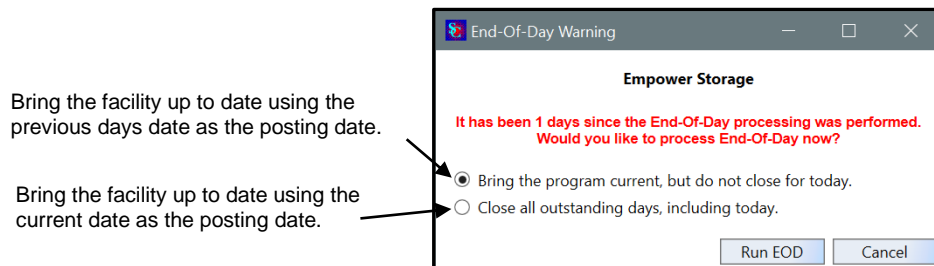 End-Of-Day Warning
Empower Storage
Bring the facility up to date using the
previous days date as the posting date.
It has been 1 days since the End-Of-Day processing was performed.
Would you like to process End-Of-Day now?
Bring the program current, but do not close for today.
Bring the facility up to date using the
current date as the posting date.
Close all outstanding days, including today.
Run EOD
Cancel